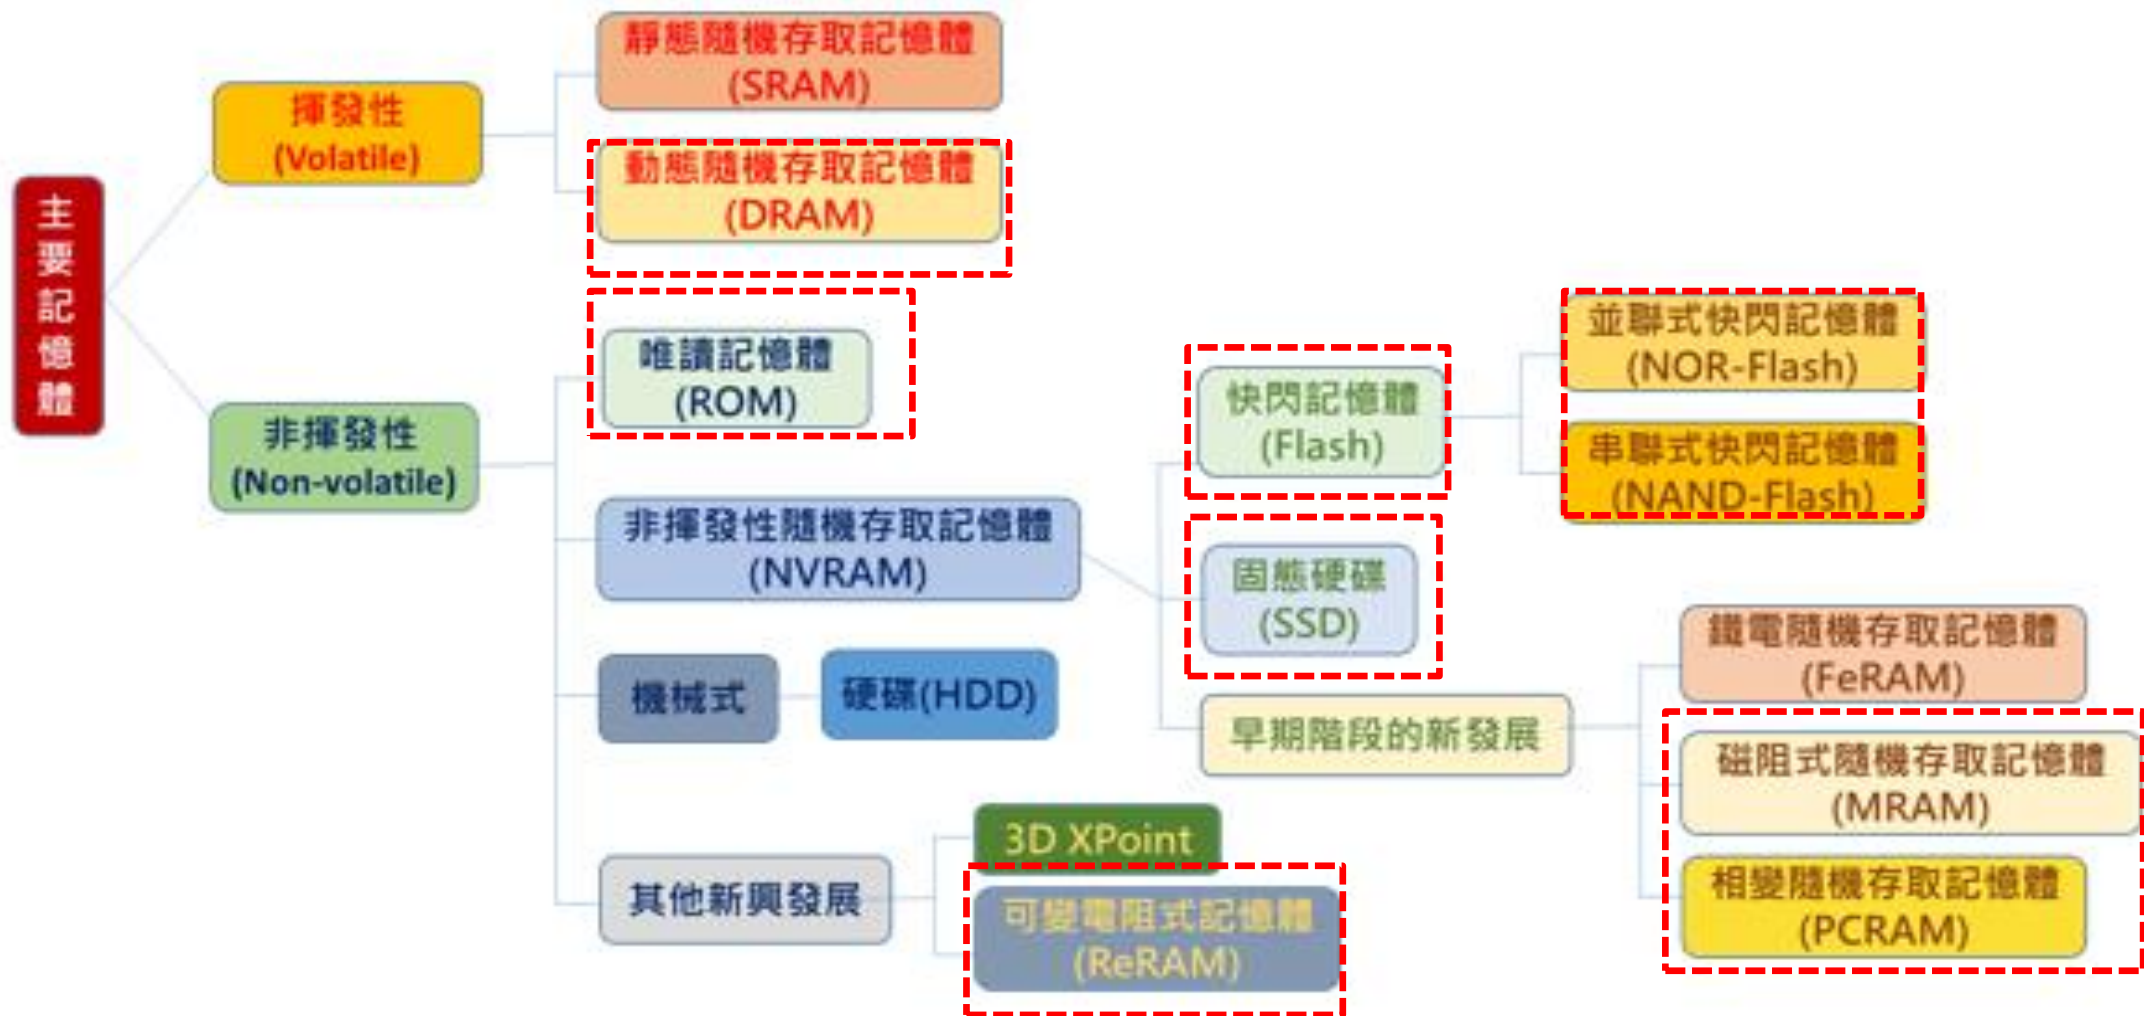 主要記憶體
揮發性
(Volatile)
靜態隨機存取記憶體
(SRAM)
動態隨機存取記憶體
(DRAM)
非揮發性
(Non-volatile)
唯讀記憶體
(ROM)
非揮發性隨機存取記憶體
(NVRAM)
快閃記憶體
(Flash)
並聯式快閃記憶體
(NOR-Flash)
串聯式快閃記憶體
(NAND-Flash)
固態硬碟
(SSD)
早期階段的新發展
鐵電隨機存取記憶體
(FeRAM)
磁阻式隨機存取記憶體
(MRAM)
相變隨機存取記憶體
(PCRAM)
機械式
硬碟(HDD)
其他新興發展
3D XPoint
可變電阻式記憶體
(ReRAM)